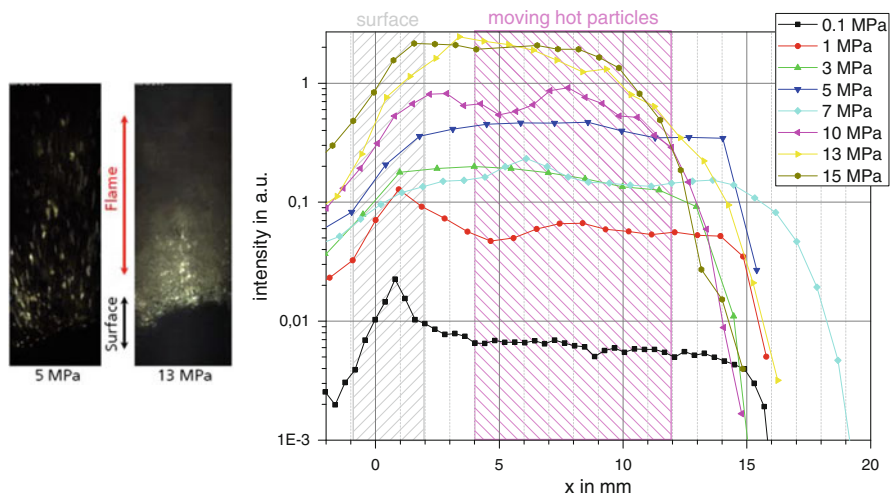 Flame
Surface
5 MPa
13 MPa
surface
moving hot particles
intensity in a.u.
1
0.1
0,01
1E-3
0
5
10
15
20
x in mm
0.1 MPa
1 MPa
3 MPa
5 MPa
7 MPa
10 MPa
13 MPa
15 MPa